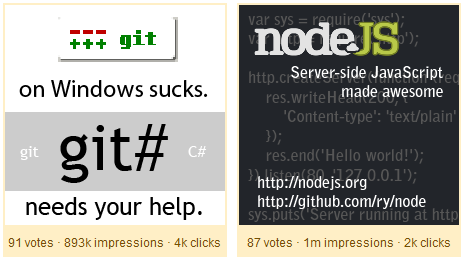 git
on Windows sucks.
git git# C#
needs your help.
91 votes · 893k impressions · 4k clicks
var sys = require('sys');
nodeJS
Server-side JavaScript
made awesome
http.createServer(function (req,
res.writeHead(200, {
'Content-type': 'text/plain'
});
res.end('Hello world!');
}).listen(80, '127.0.0.1');
http://nodejs.org
http://github.com/ry/node
sys.puts('Server running at http
87 votes · 1m impressions · 2k clicks